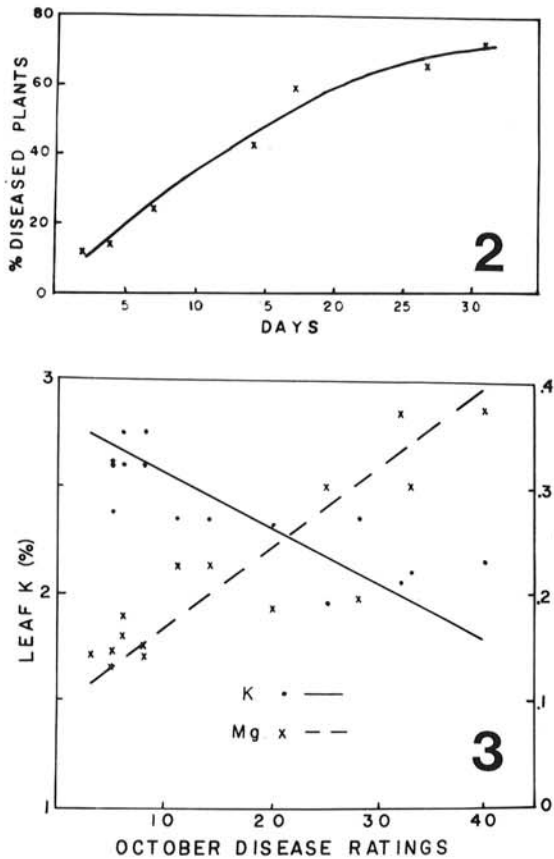 80
60
40
20
0
% DISEASED PLANTS
5 10 5 20 25 30
DAYS
2
3
2
1
LEAF K (%)
.4
.3
.2
.1
0
K • —
Mg x – –
3
10 20 30 40
OCTOBER DISEASE RATINGS